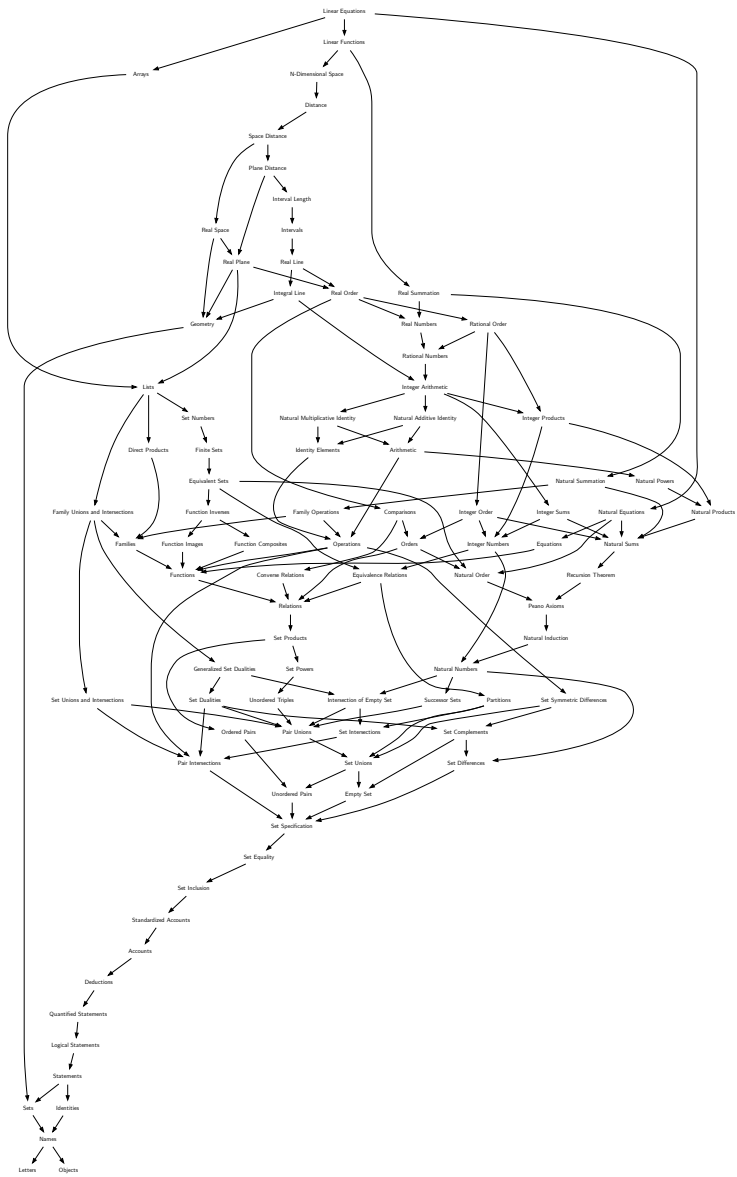 Linear Equations
Linear Functions
Arrays
N-Dimensional Space
Distance
Space Distance
Plane Distance
Interval Length
Real Space
Intervals
Real Plane
Real Line
Integral Line
Real Order
Real Summation
Geometry
Real Numbers
Rational Order
Rational Numbers
Lists
Integer Arithmetic
Set Numbers
Natural Multiplicative Identity
Natural Additive Identity
Integer Products
Direct Products
Finite Sets
Identity Elements
Arithmetic
Equivalent Sets
Natural Summation
Natural Powers
Family Unions and Intersections
Function Inverses
Family Operations
Comparisons
Integer Order
Integer Sums
Natural Equations
Natural Products
Families
Function Images
Function Composites
Operations
Orders
Integer Numbers
Equations
Natural Sums
Functions
Converse Relations
Equivalence Relations
Natural Order
Recursion Theorem
Relations
Peano Axioms
Set Products
Natural Induction
Generalized Set Dualities
Set Powers
Natural Numbers
Set Unions and Intersections
Set Dualities
Unordered Triples
Intersection of Empty Set
Successor Sets
Partitions
Set Symmetric Differences
Ordered Pairs
Pair Unions
Set Intersections
Set Complements
Pair Intersections
Set Unions
Set Differences
Unordered Pairs
Empty Set
Set Specification
Set Equality
Set Inclusion
Standardized Accounts
Accounts
Deductions
Quantified Statements
Logical Statements
Statements
Sets
Identities
Names
Letters
Objects